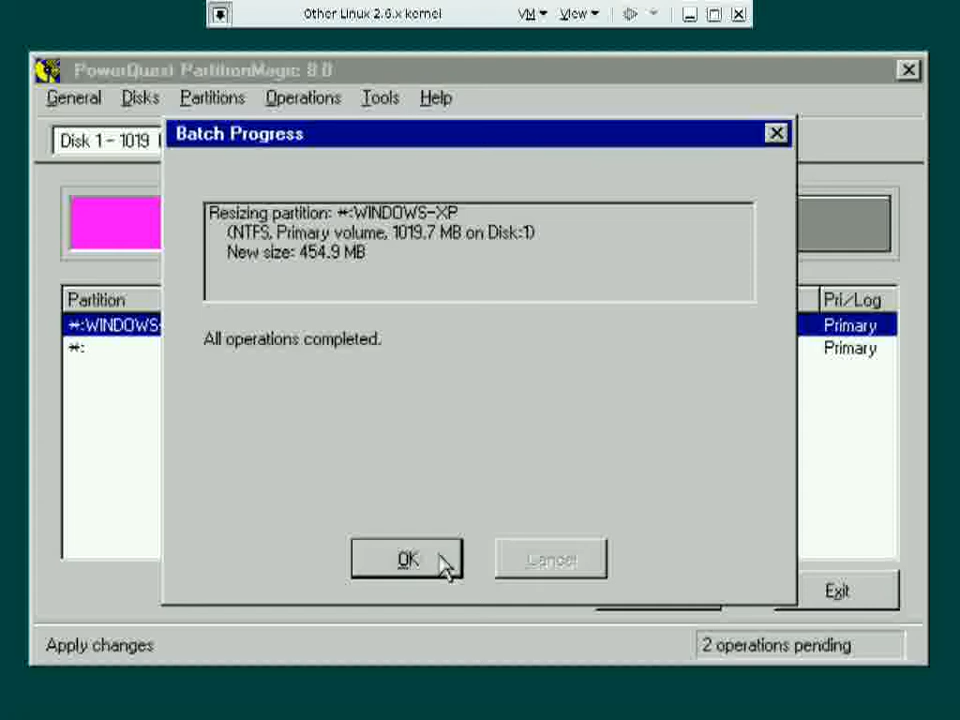 Other Linux 2.6.x kernel
VM
View
PowerQuest PartitionMagic 8.0
General Disks Partitions Operations Tools Help
Disk 1 - 1019
Batch Progress
Resizing partition: *:WINDOWS-XP
(NTFS, Primary volume, 1019.7 MB on Disk:1)
New size: 454.9 MB
All operations completed.
Partition
Pri/Log
*:WINDOWS-
Primary
*:
Primary
OK
Cancel
Exit
Apply changes
2 operations pending